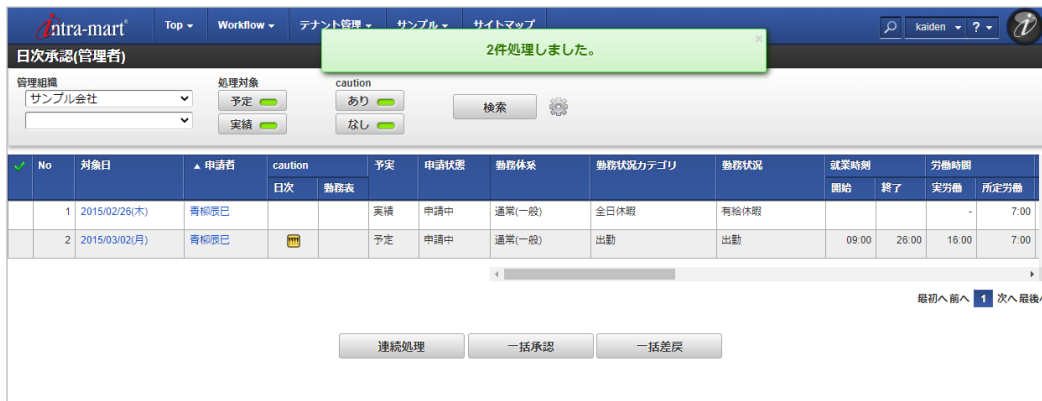 intra-mart Top Workflow テナント管理 サンプル サイトマップ kaiden ?
2件処理しました。
日次承認(管理者)
管理組織 処理対象 caution
サンプル会社 予定 あり 検索
実績 なし
No 対象日 ▲ 申請者 caution 予実 申請状態 勤務体系 勤務状況カテゴリ 勤務状況 就業時刻 労働時間
日次 勤務表 開始 終了 実労働 所定労働
1 2015/02/26(木) 青柳辰巳 実績 申請中 通常(一般) 全日休暇 有給休暇 - 7:00
2 2015/03/02(月) 青柳辰巳 予定 申請中 通常(一般) 出勤 出勤 09:00 26:00 16:00 7:00
最初へ 前へ 1 次へ 最後へ
連続処理 一括承認 一括差戻